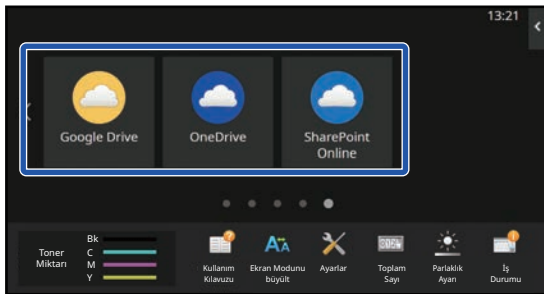 13:21
Google Drive
OneDrive
SharePoint
Online
Toner
Miktarı
Bk
C
M
Y
Kullanım
Kılavuzu
Ekran Modunu
büyült
Ayarlar
Toplam
Sayı
Parlaklık
Ayarı
İş
Durumu